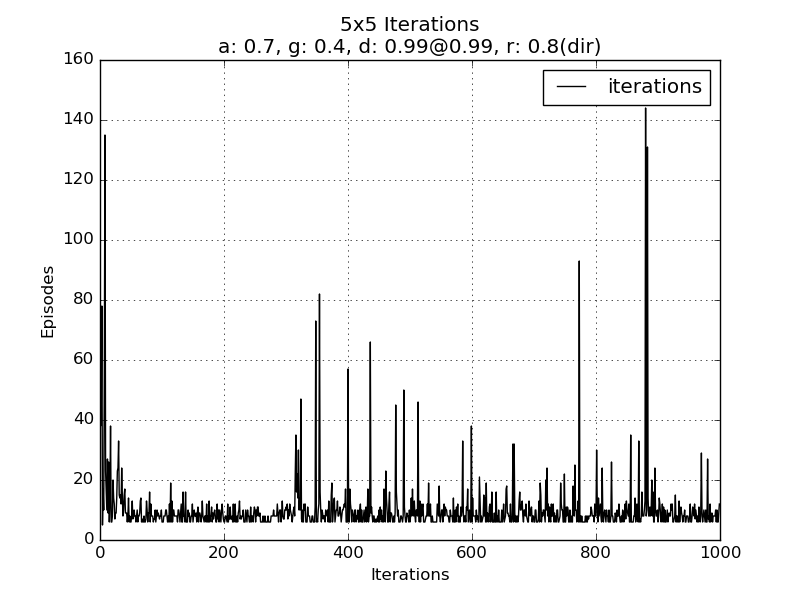 5x5 Iterations
a: 0.7, g: 0.4, d: 0.99@0.99, r: 0.8(dir)
iterations
160
140
120
100
80
60
40
20
0
Episodes
0 200 400 600 800 1000
Iterations